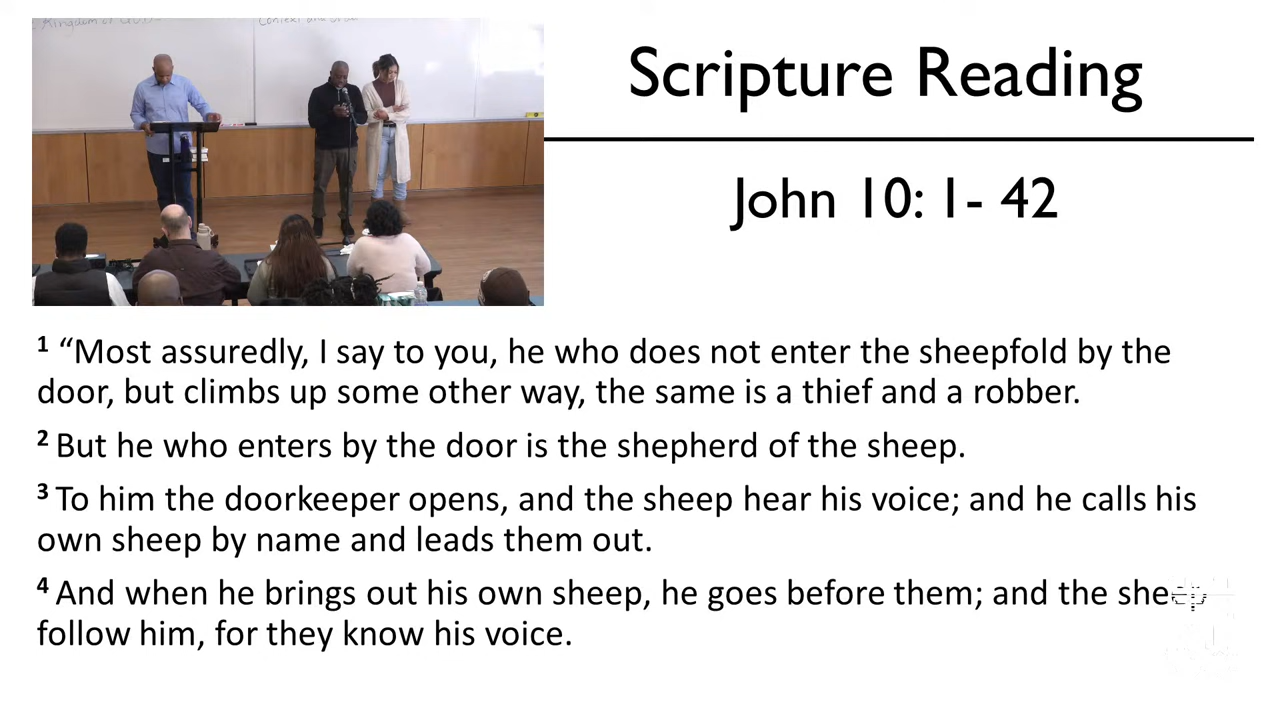 Kingdom of
Context and
Scripture Reading
John 10: 1- 42
1 “Most assuredly, I say to you, he who does not enter the sheepfold by the
door, but climbs up some other way, the same is a thief and a robber.
2 But he who enters by the door is the shepherd of the sheep.
3 To him the doorkeeper opens, and the sheep hear his voice; and he calls his
own sheep by name and leads them out.
4 And when he brings out his own sheep, he goes before them; and the sheep
follow him, for they know his voice.